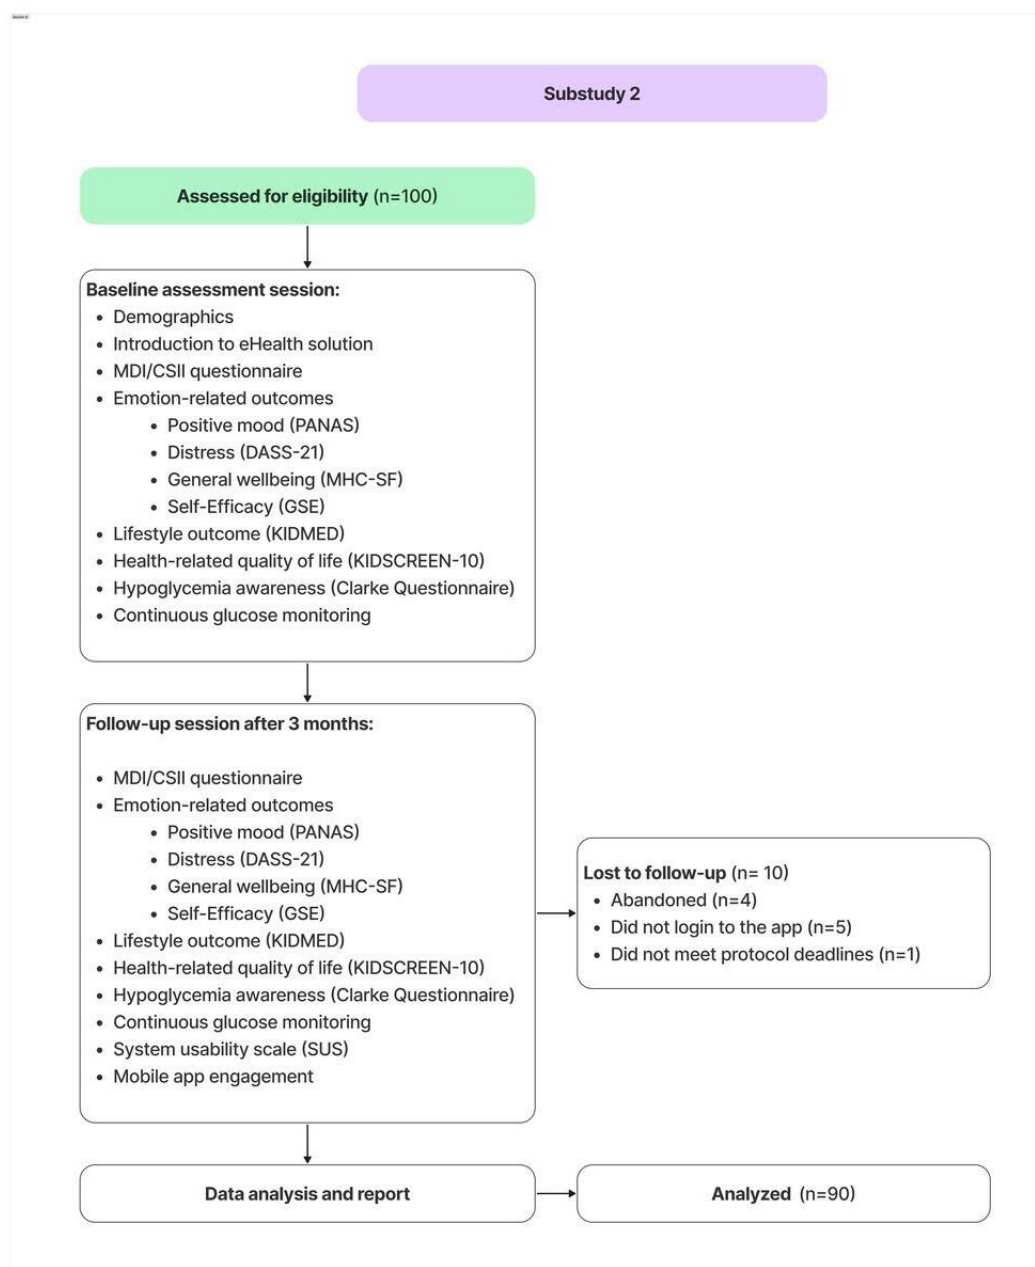 Substudy 2
Assessed for eligibility (n=100)
Baseline assessment session:
• Demographics
• Introduction to eHealth solution
• MDI/CSII questionnaire
• Emotion-related outcomes
• Positive mood (PANAS)
• Distress (DASS-21)
• General wellbeing (MHC-SF)
• Self-Efficacy (GSE)
• Lifestyle outcome (KIDMED)
• Health-related quality of life (KIDSCREEN-10)
• Hypoglycemia awareness (Clarke Questionnaire)
• Continuous glucose monitoring
Follow-up session after 3 months:
• MDI/CSII questionnaire
• Emotion-related outcomes
• Positive mood (PANAS)
• Distress (DASS-21)
• General wellbeing (MHC-SF)
• Self-Efficacy (GSE)
• Lifestyle outcome (KIDMED)
• Health-related quality of life (KIDSCREEN-10)
• Hypoglycemia awareness (Clarke Questionnaire)
• Continuous glucose monitoring
• System usability scale (SUS)
• Mobile app engagement
Lost to follow-up (n= 10)
• Abandoned (n=4)
• Did not login to the app (n=5)
• Did not meet protocol deadlines (n=1)
Data analysis and report
Analyzed (n=90)